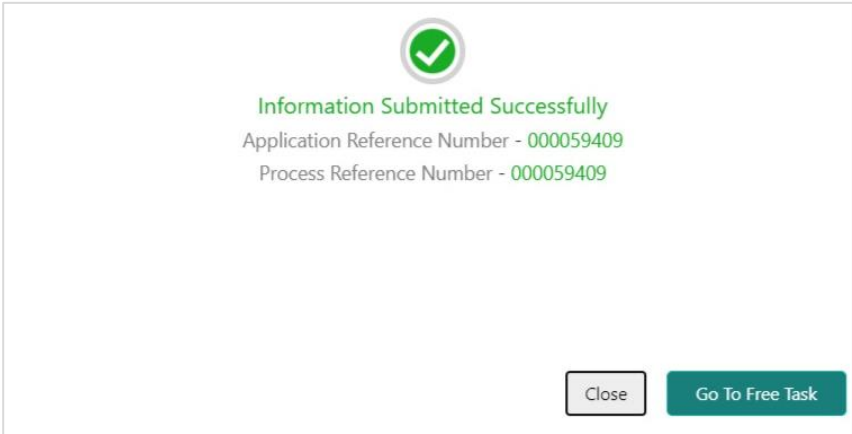 Information Submitted Successfully
Application Reference Number - 000059409
Process Reference Number - 000059409
Close Go To Free Task